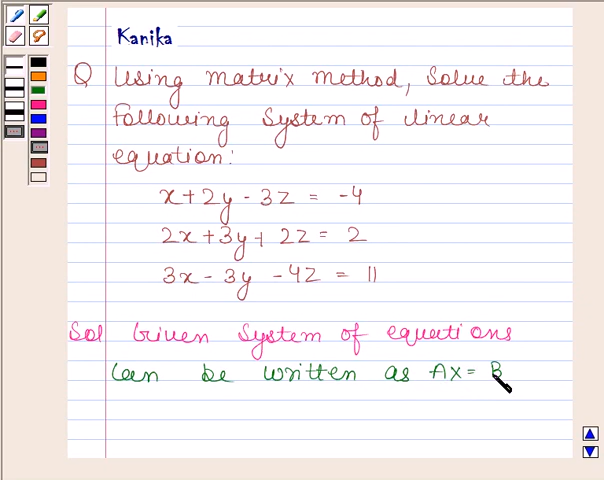 Kanika
Q Using matrix method, Solve the
following System of linear
equation:
x + 2y - 3z = -4
2x + 3y + 2z = 2
3x - 3y - 4z = 11
Sol Given System of equations
Can be written as AX = B